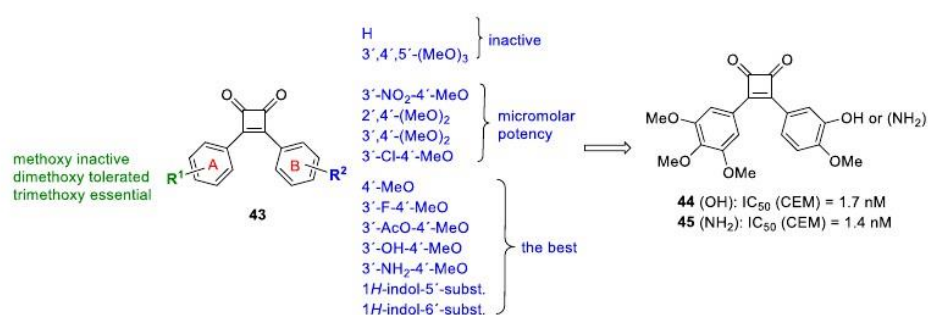 H
3´,4´,5´-(MeO)₃
inactive
3´-NO₂-4´-MeO
2´,4´-(MeO)₂
3´,4´-(MeO)₂
3´-Cl-4´-MeO
micromolar
potency
4´-MeO
3´-F-4´-MeO
3´-AcO-4´-MeO
3´-OH-4´-MeO
3´-NH₂-4´-MeO
1H-indol-5´-subst.
1H-indol-6´-subst.
the best
methoxy inactive
dimethoxy tolerated
trimethoxy essential
O O
A B
R¹ R²
43
O O
MeO
MeO
OMe
OH or (NH₂)
OMe
44 (OH): IC₅₀ (CEM) = 1.7 nM
45 (NH₂): IC₅₀ (CEM) = 1.4 nM